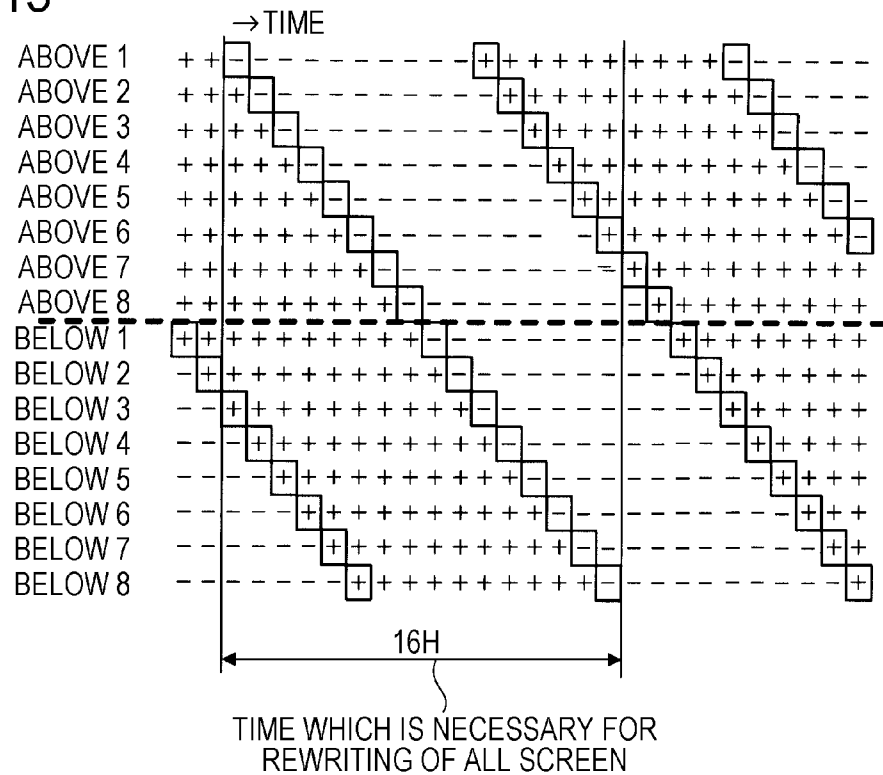 →TIME
ABOVE 1 + + - - - - - - - - - - + + + + + + + + + + - - - - - -
ABOVE 2 + + + - - - - - - - - - - + + + + + + + + + + - - - - -
ABOVE 3 + + + + - - - - - - - - - - + + + + + + + + + + - - - -
ABOVE 4 + + + + + - - - - - - - - - - + + + + + + + + + + - - -
ABOVE 5 + + + + + + - - - - - - - - - - + + + + + + + + + + - -
ABOVE 6 + + + + + + + - - - - - - - - - - + + + + + + + + + + -
ABOVE 7 + + + + + + + + - - - - - - - - - - + + + + + + + + + +
ABOVE 8 + + + + + + + + + - - - - - - - - - - + + + + + + + + +
BELOW 1 + + + + + + + + + + - - - - - - - - - - + + + + + + + +
BELOW 2 - + + + + + + + + + + - - - - - - - - - - + + + + + + +
BELOW 3 - - + + + + + + + + + + - - - - - - - - - - + + + + + +
BELOW 4 - - - + + + + + + + + + + - - - - - - - - - - + + + + +
BELOW 5 - - - - + + + + + + + + + + - - - - - - - - - - + + + +
BELOW 6 - - - - - + + + + + + + + + + - - - - - - - - - - + + +
BELOW 7 - - - - - - + + + + + + + + + + - - - - - - - - - - + +
BELOW 8 - - - - - - - + + + + + + + + + + - - - - - - - - - - +
16H
TIME WHICH IS NECESSARY FOR
REWRITING OF ALL SCREEN